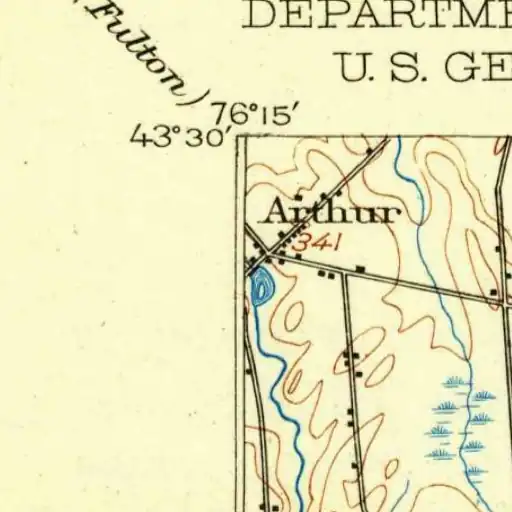 DEPARTME
U. S. GE
(Fulton)
76°15′
43°30′
Arthur
341